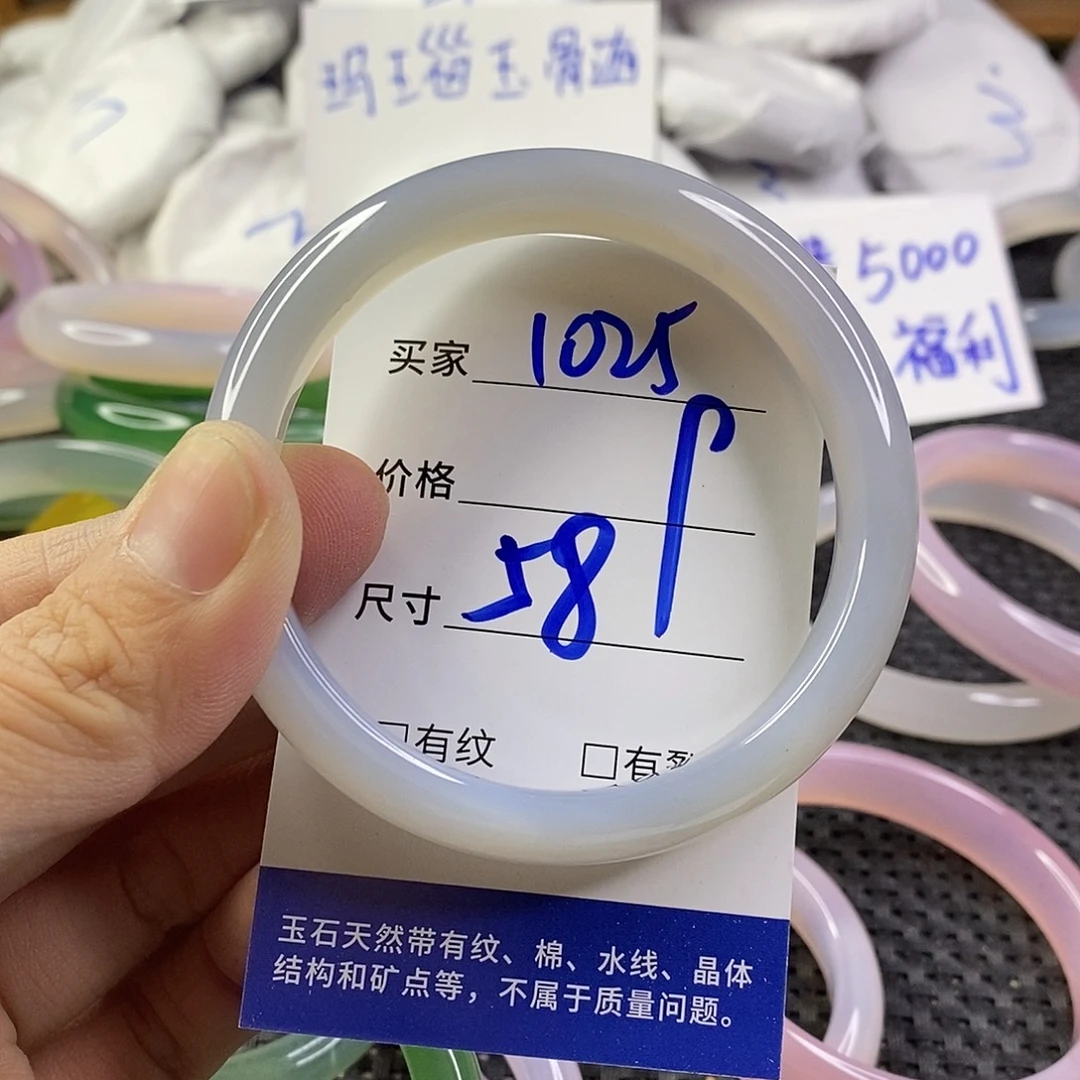 玛瑙玉骨髓
5000
福利
买家 1025
价格
尺寸 58
□有纹 □有裂
玉石天然带有纹、棉、水线、晶体
结构和矿点等，不属于质量问题。